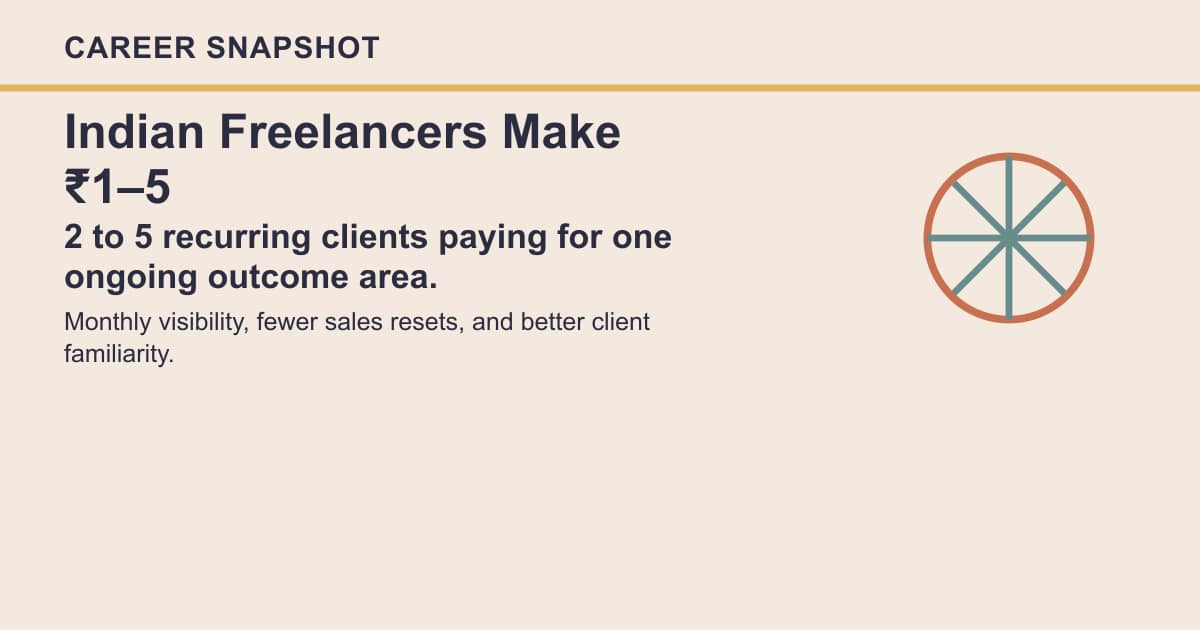 CAREER SNAPSHOT
Indian Freelancers Make
₹1–5
2 to 5 recurring clients paying for one
ongoing outcome area.
Monthly visibility, fewer sales resets, and better client
familiarity.